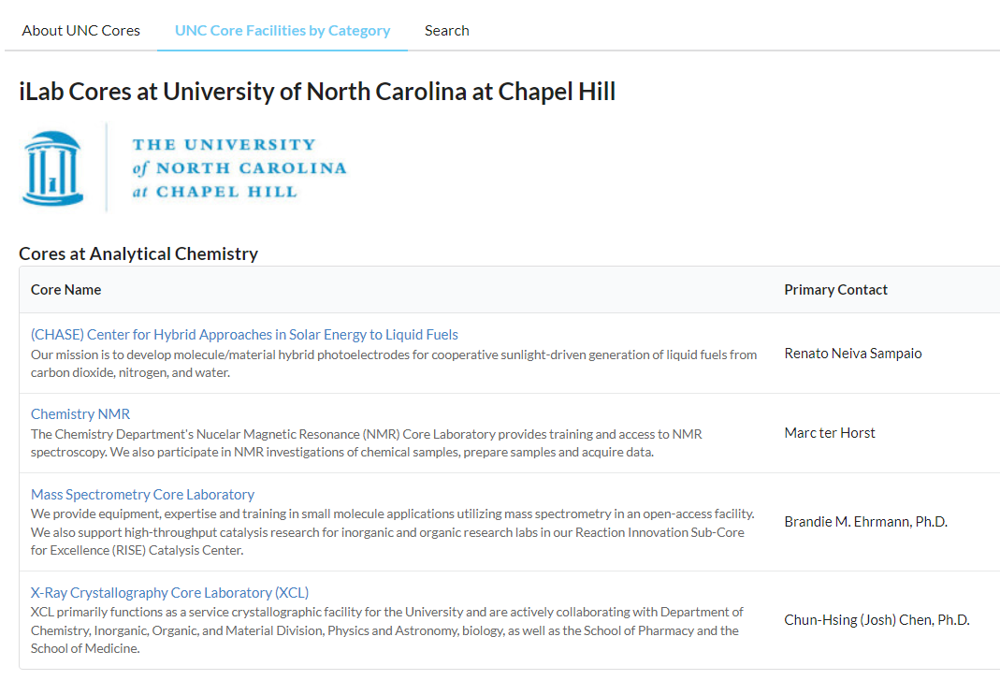 About UNC Cores UNC Core Facilities by Category Search
iLab Cores at University of North Carolina at Chapel Hill
THE UNIVERSITY
of NORTH CAROLINA
at CHAPEL HILL
Cores at Analytical Chemistry
Core Name Primary Contact
(CHASE) Center for Hybrid Approaches in Solar Energy to Liquid Fuels
Our mission is to develop molecule/material hybrid photoelectrodes for cooperative sunlight-driven generation of liquid fuels from
carbon dioxide, nitrogen, and water.
Renato Neiva Sampaio
Chemistry NMR
The Chemistry Department's Nucelar Magnetic Resonance (NMR) Core Laboratory provides training and access to NMR
spectroscopy. We also participate in NMR investigations of chemical samples, prepare samples and acquire data.
Marc ter Horst
Mass Spectrometry Core Laboratory
We provide equipment, expertise and training in small molecule applications utilizing mass spectrometry in an open-access facility.
We also support high-throughput catalysis research for inorganic and organic research labs in our Reaction Innovation Sub-Core
for Excellence (RISE) Catalysis Center.
Brandie M. Ehrmann, Ph.D.
X-Ray Crystallography Core Laboratory (XCL)
XCL primarily functions as a service crystallographic facility for the University and are actively collaborating with Department of
Chemistry, Inorganic, Organic, and Material Division, Physics and Astronomy, biology, as well as the School of Pharmacy and the
School of Medicine.
Chun-Hsing (Josh) Chen, Ph.D.